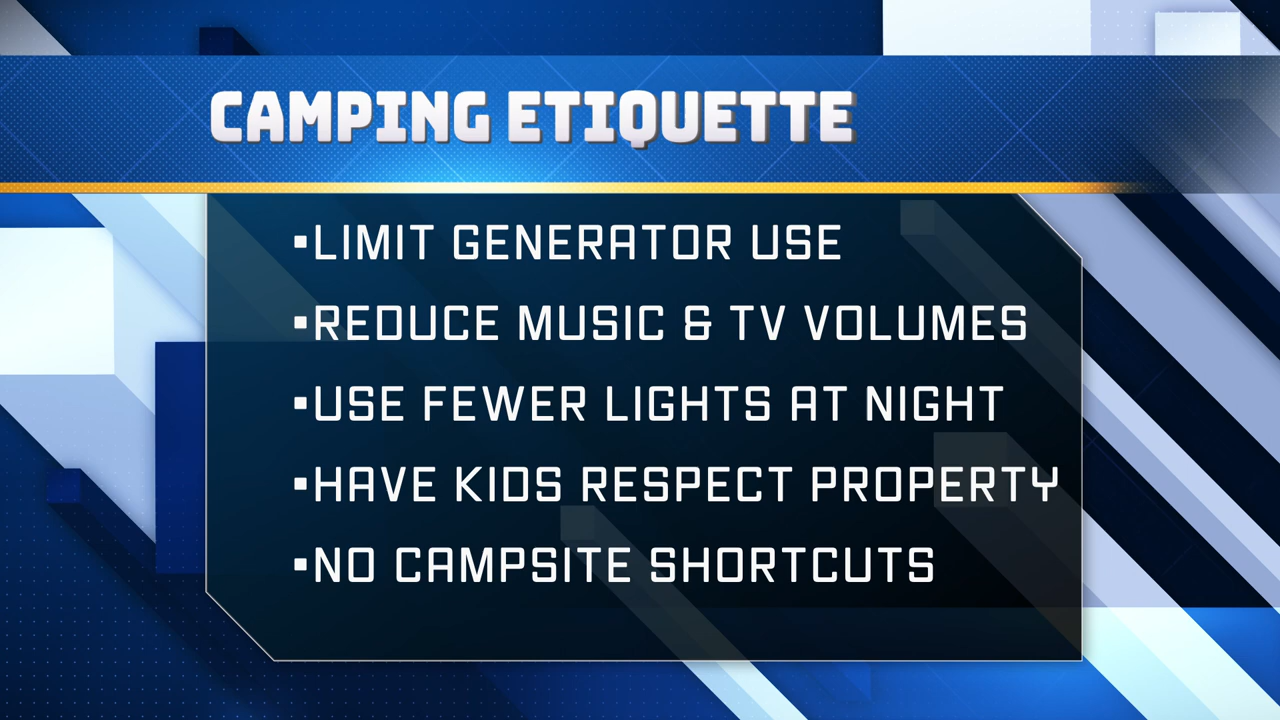 CAMPING ETIQUETTE
▪LIMIT GENERATOR USE
▪REDUCE MUSIC & TV VOLUMES
▪USE FEWER LIGHTS AT NIGHT
▪HAVE KIDS RESPECT PROPERTY
▪NO CAMPSITE SHORTCUTS